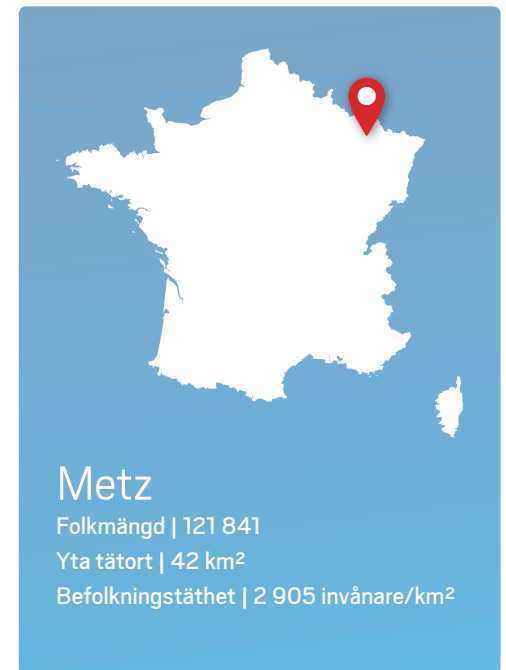 Metz
Folkmängd | 121 841
Yta tätort | 42 km²
Befolkningstäthet | 2 905 invånare/km²